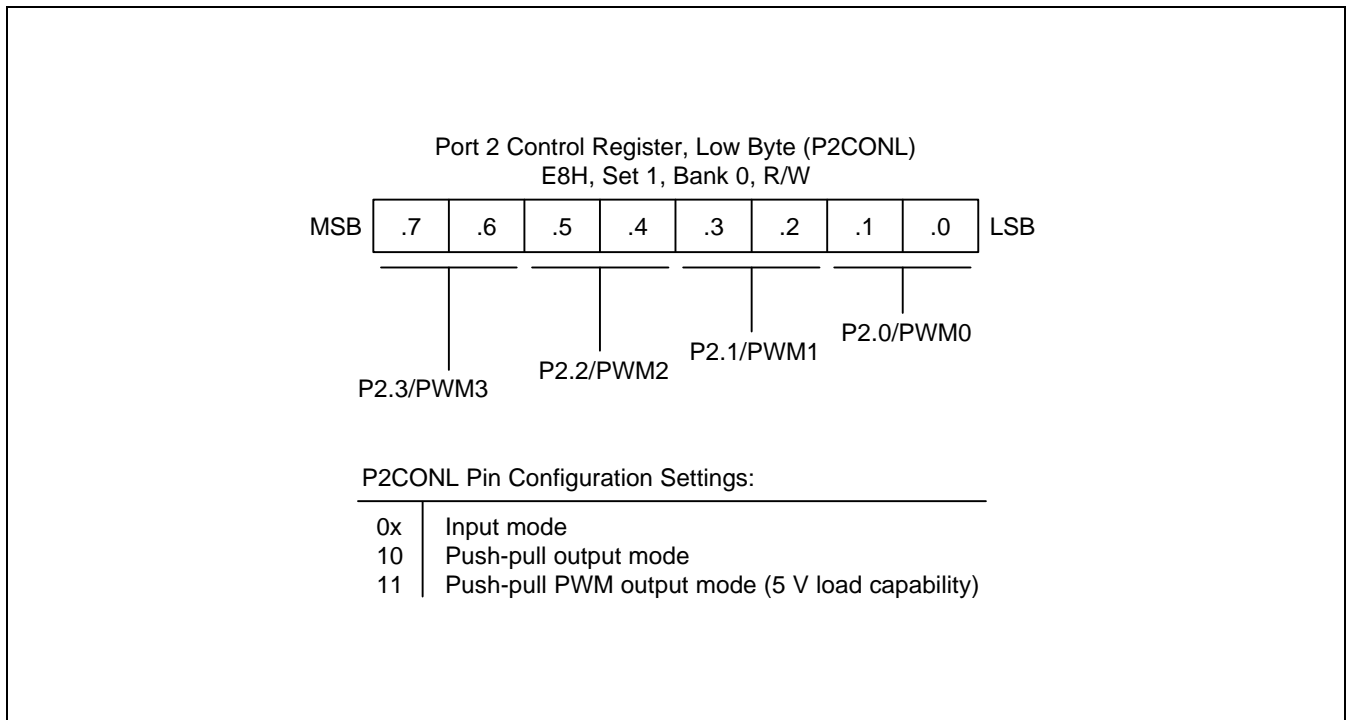 Port 2 Control Register, Low Byte (P2CONL)
E8H, Set 1, Bank 0, R/W
MSB .7 .6 .5 .4 .3 .2 .1 .0 LSB
P2.0/PWM0
P2.1/PWM1
P2.2/PWM2
P2.3/PWM3
P2CONL Pin Configuration Settings:
0x Input mode
10 Push-pull output mode
11 Push-pull PWM output mode (5 V load capability)